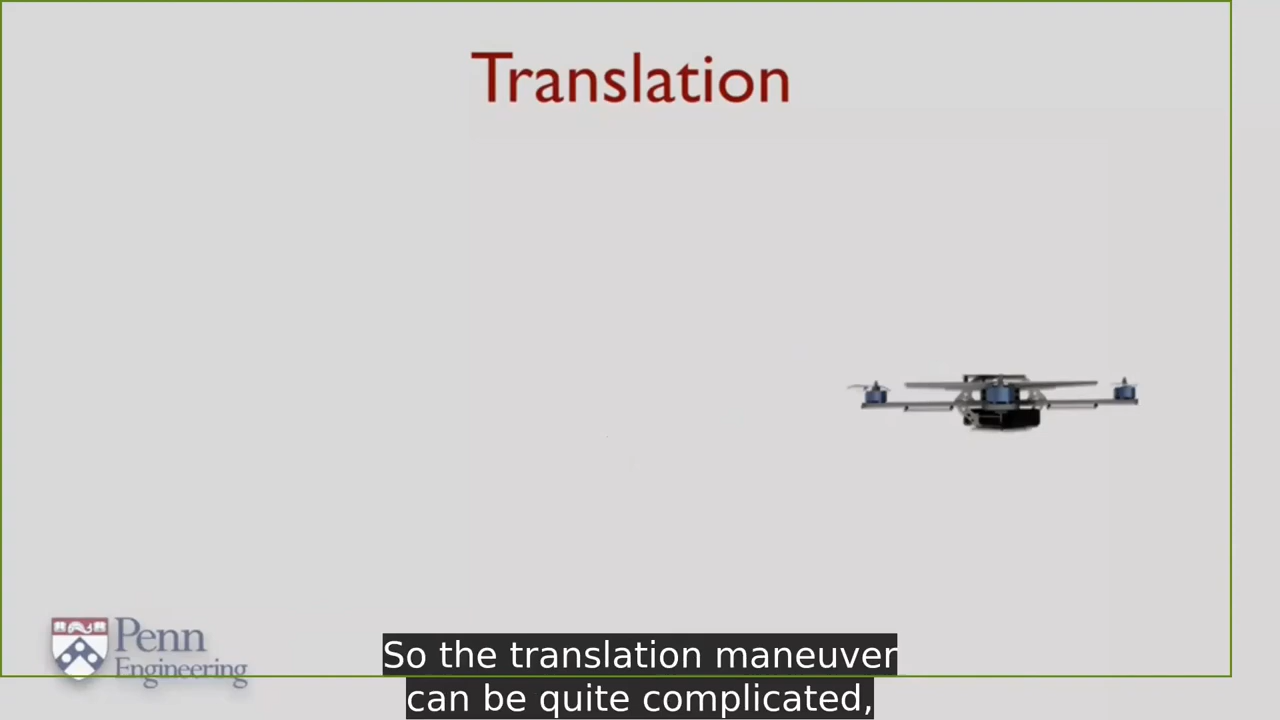 Translation
Penn
Engineering
So the translation maneuver
can be quite complicated,